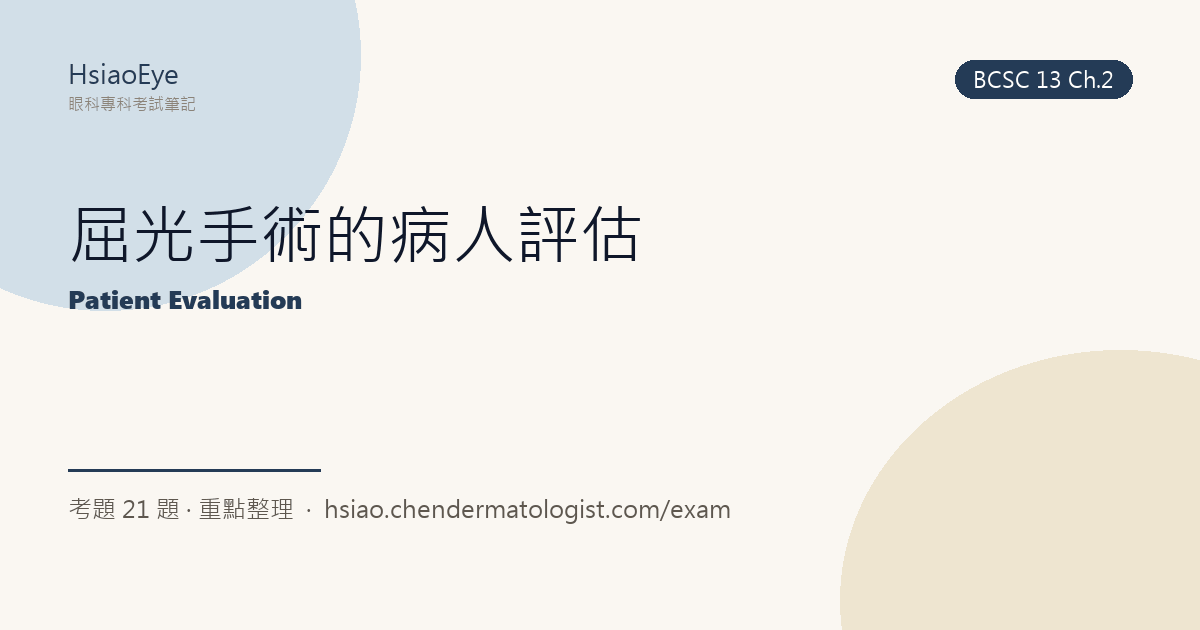 HsiaoEye
眼科專科考試筆記
BCSC 13 Ch.2
屈光手術的病人評估
Patient Evaluation
考題 21 題 · 重點整理 · hsiao.chendermatologist.com/exam